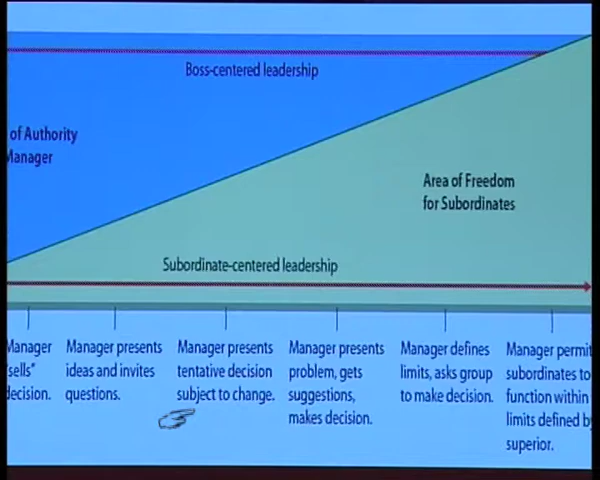 Boss-centered leadership
of Authority
Manager
Area of Freedom
for Subordinates
Subordinate-centered leadership
Manager
"sells"
decision.
Manager presents
ideas and invites
questions.
Manager presents
tentative decision
subject to change.
Manager presents
problem, gets
suggestions,
makes decision.
Manager defines
limits, asks group
to make decision.
Manager permit
subordinates to
function within
limits defined b
superior.